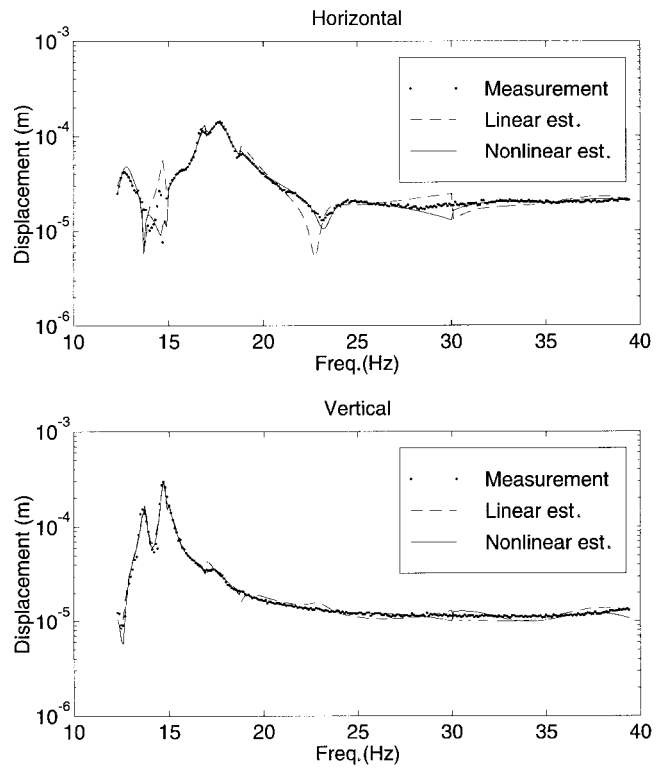 Horizontal
10-3
10-4
10-5
10-6
Displacement (m)
Measurement
Linear est.
Nonlinear est.
10 15 20 25 30 35 40
Freq.(Hz)
Vertical
10-3
10-4
10-5
10-6
Displacement (m)
Measurement
Linear est.
Nonlinear est.
10 15 20 25 30 35 40
Freq.(Hz)